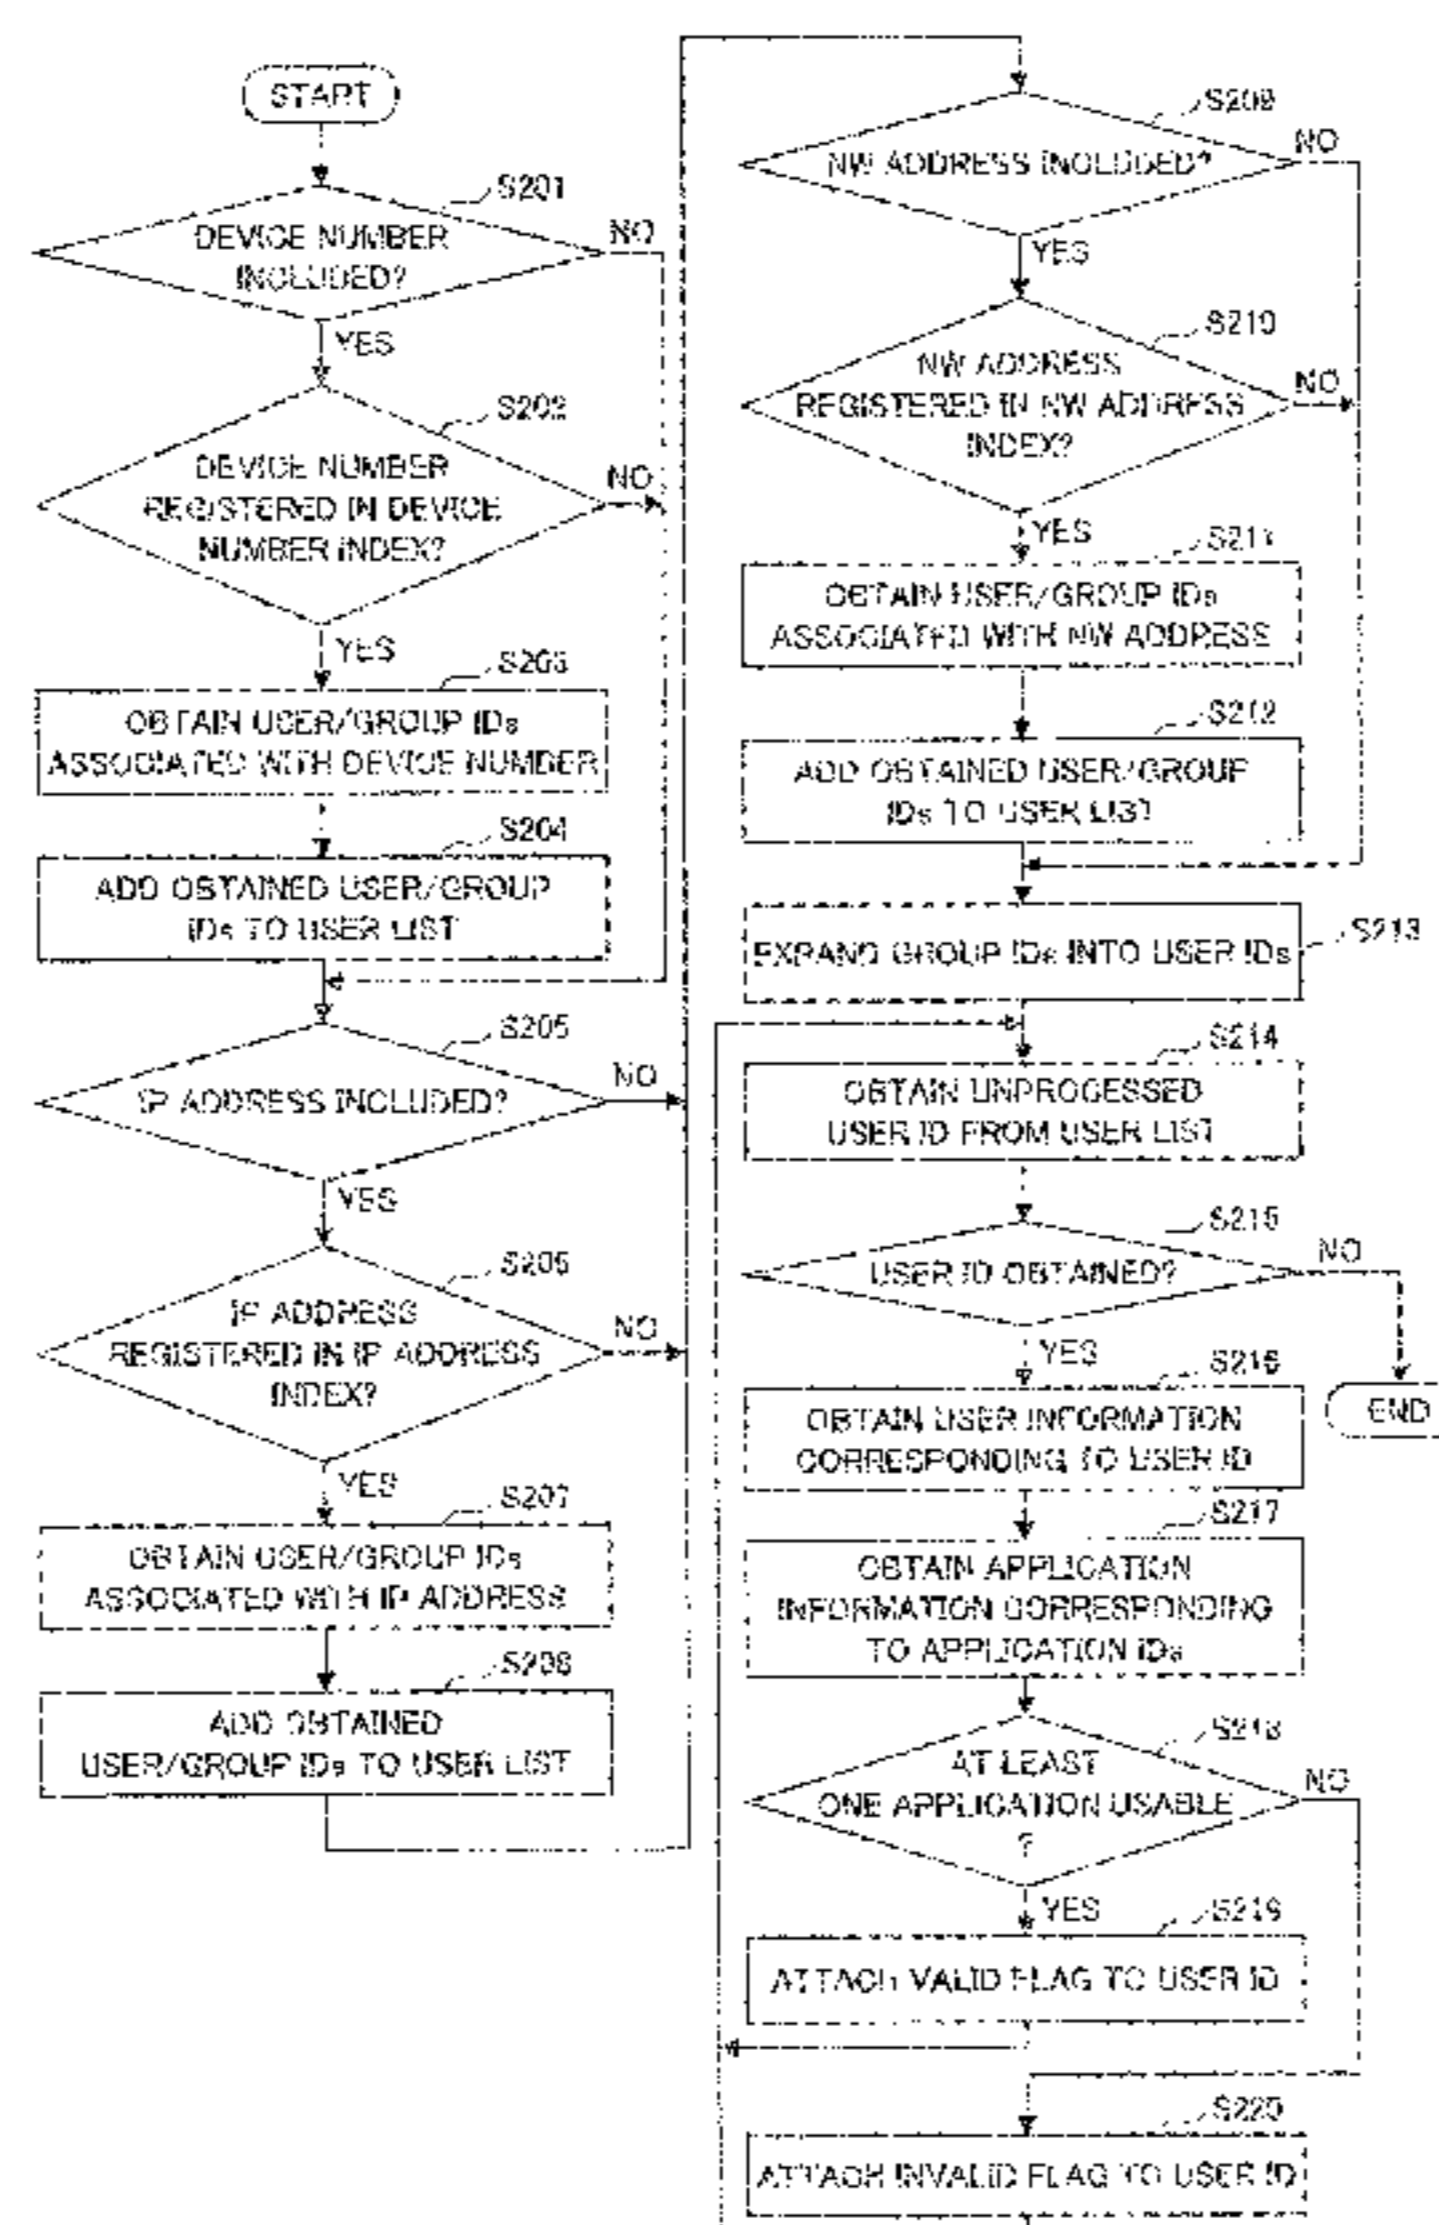 START
S201
DEVICE NUMBER
INCLUDED?
NO
YES
S202
DEVICE NUMBER
REGISTERED IN DEVICE
NUMBER INDEX?
NO
YES
S203
OBTAIN USER/GROUP IDs
ASSOCIATED WITH DEVICE NUMBER
S204
ADD OBTAINED USER/GROUP
IDs TO USER LIST
S205
IP ADDRESS INCLUDED?
NO
YES
S206
IP ADDRESS
REGISTERED IN IP ADDRESS
INDEX?
NO
YES
S207
OBTAIN USER/GROUP IDs
ASSOCIATED WITH IP ADDRESS
S208
ADD OBTAINED
USER/GROUP IDs TO USER LIST
S209
NW ADDRESS INCLUDED?
NO
YES
S210
NW ADDRESS
REGISTERED IN NW ADDRESS
INDEX?
NO
YES
S211
OBTAIN USER/GROUP IDs
ASSOCIATED WITH NW ADDRESS
S212
ADD OBTAINED USER/GROUP
IDs TO USER LIST
S213
EXPAND GROUP IDs INTO USER IDs
S214
OBTAIN UNPROCESSED
USER ID FROM USER LIST
S215
USER ID OBTAINED?
NO
YES
END
S216
OBTAIN USER INFORMATION
CORRESPONDING TO USER ID
S217
OBTAIN APPLICATION
INFORMATION CORRESPONDING
TO APPLICATION IDs
S218
AT LEAST
ONE APPLICATION USABLE
?
NO
YES
S219
ATTACH VALID FLAG TO USER ID
S220
ATTACH INVALID FLAG TO USER ID